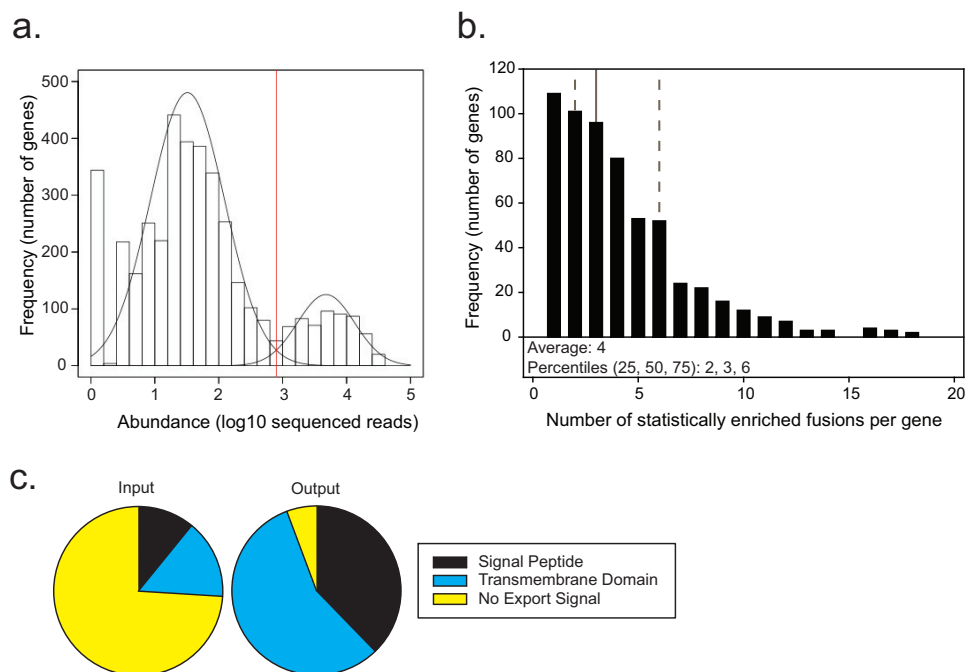 a.
500
400
300
200
100
0
Frequency (number of genes)
0 1 2 3 4 5
Abundance (log10 sequenced reads)
b.
120
100
80
60
40
20
0
Frequency (number of genes)
Average: 4
Percentiles (25, 50, 75): 2, 3, 6
0 5 10 15 20
Number of statistically enriched fusions per gene
c.
Input
Output
Signal Peptide
Transmembrane Domain
No Export Signal